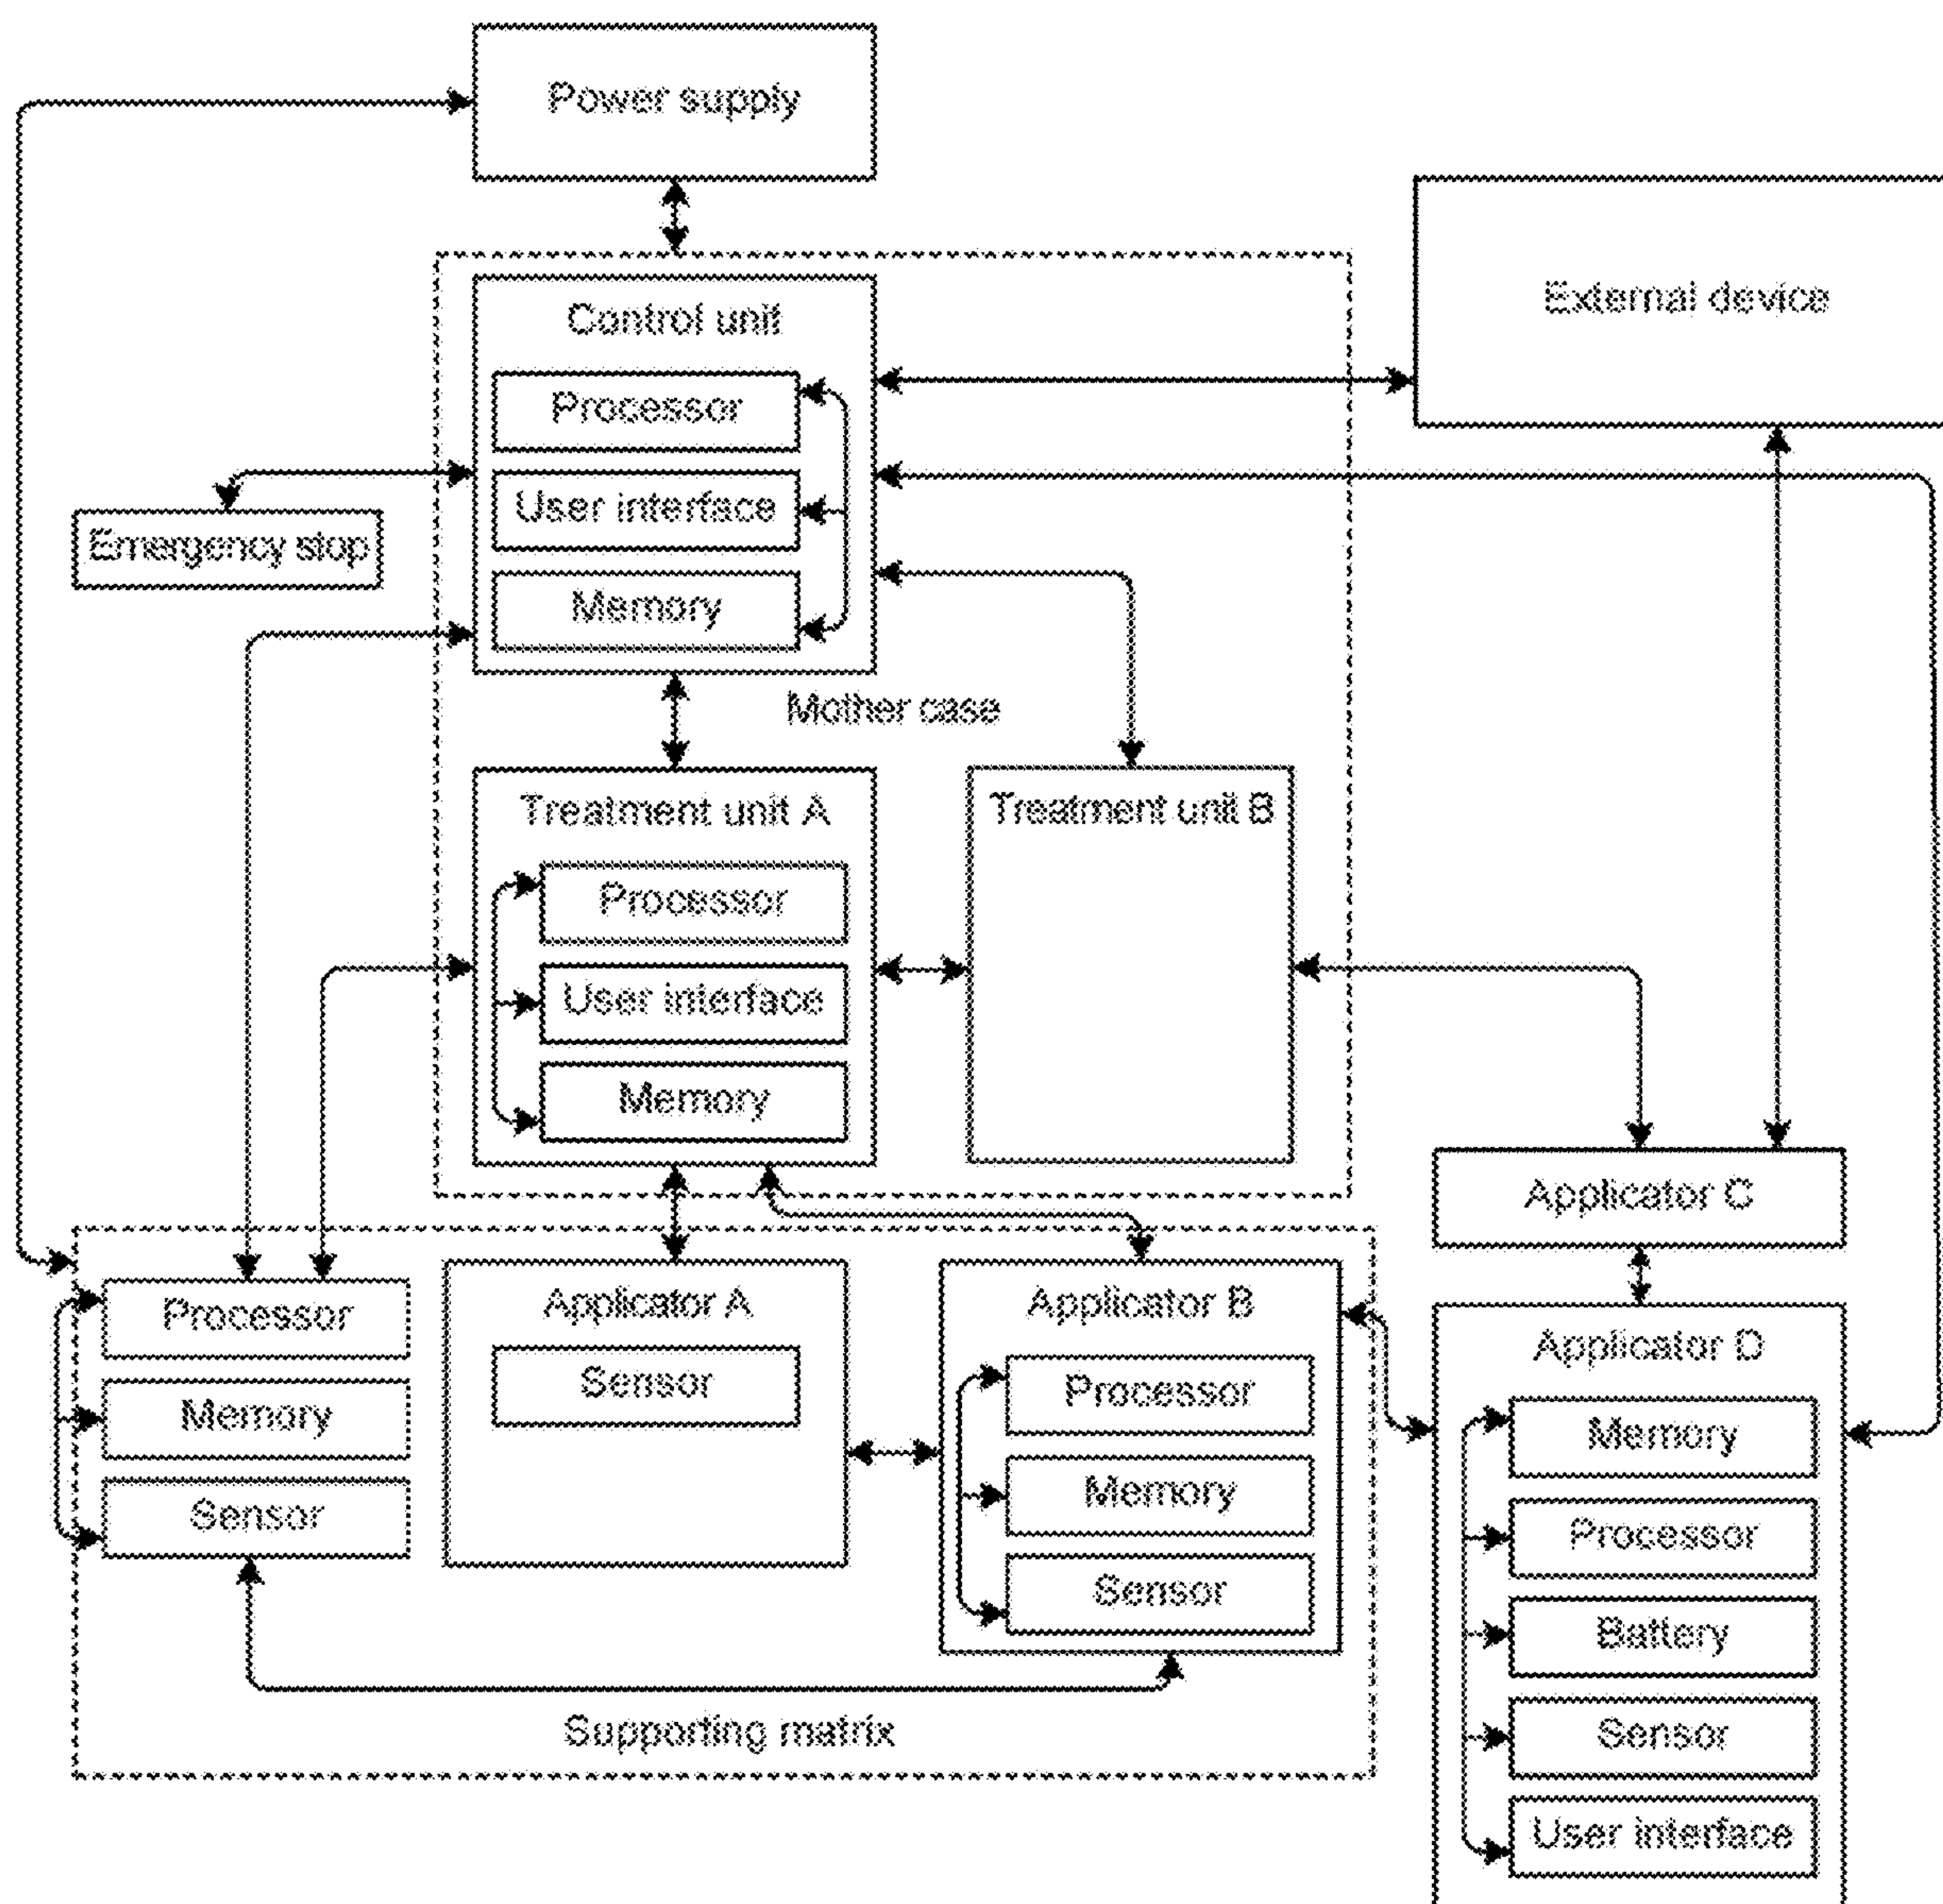 Power supply
External device
Control unit
Processor
User interface
Memory
Emergency stop
Mother case
Treatment unit A
Processor
User interface
Memory
Treatment unit B
Applicator C
Processor
Memory
Sensor
Applicator A
Sensor
Applicator B
Processor
Memory
Sensor
Supporting matrix
Applicator D
Memory
Processor
Battery
Sensor
User interface